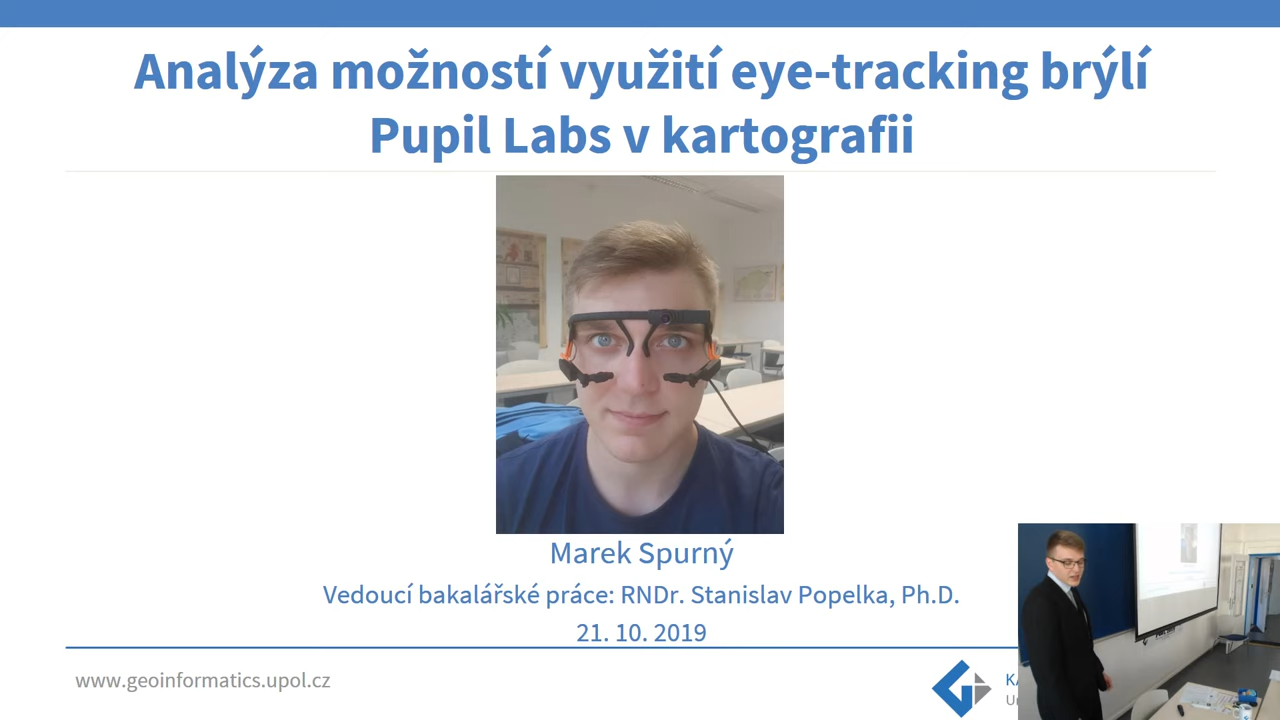 Analýza možností využití eye-tracking brýlí
Pupil Labs v kartografii
Marek Spurný
Vedoucí bakalářské práce: RNDr. Stanislav Popelka, Ph.D.
21. 10. 2019
www.geoinformatics.upol.cz